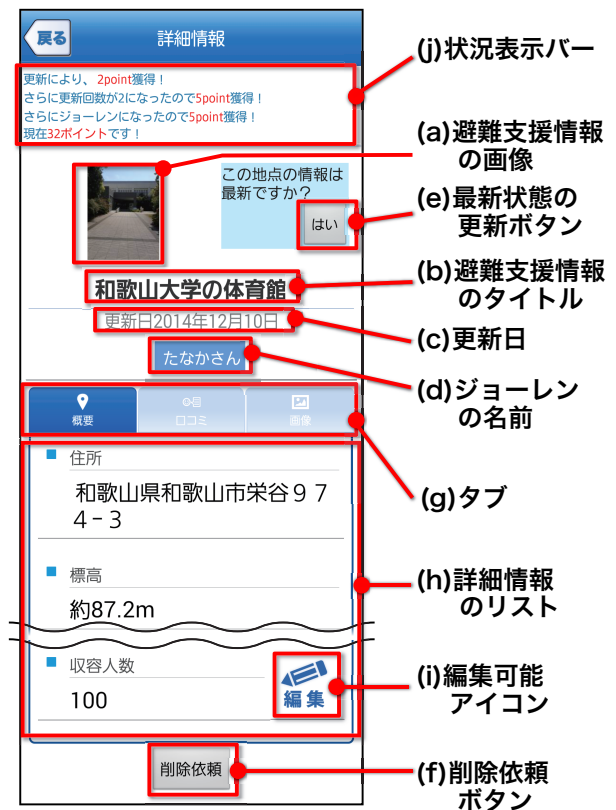 戻る
詳細情報
更新により、2point獲得！
さらに更新回数が2になったので5point獲得！
さらにジョーレンになったので5point獲得！
現在32ポイントです！
この地点の情報は
最新ですか？
はい
和歌山大学の体育館
更新日2014年12月10日
たなかさん
概要
口コミ
画像
住所
和歌山県和歌山市栄谷９７
４−３
標高
約87.2m
収容人数
100
編集
削除依頼
(j)状況表示バー
(a)避難支援情報
の画像
(e)最新状態の
更新ボタン
(b)避難支援情報
のタイトル
(c)更新日
(d)ジョーレン
の名前
(g)タブ
(h)詳細情報
のリスト
(i)編集可能
アイコン
(f)削除依頼
ボタン